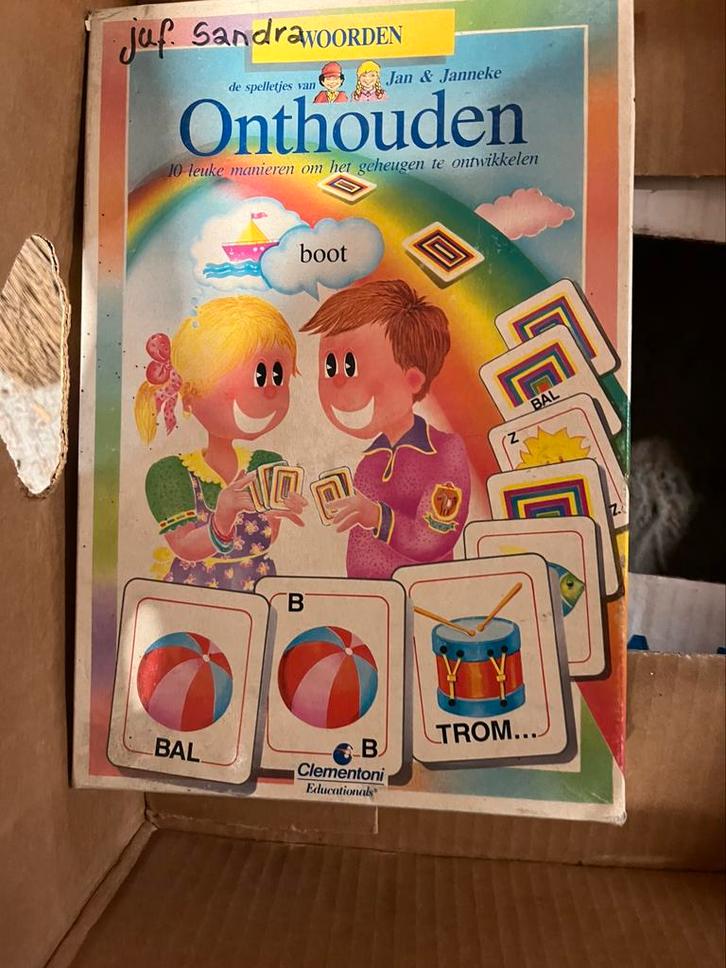 juf. Sandra
WOORDEN
de spelletjes van Jan & Janneke
Onthouden
10 leuke manieren om het geheugen te ontwikkelen
boot
BAL
Z
Z.
B
BAL
B
TROM...
Clementoni
Educationals